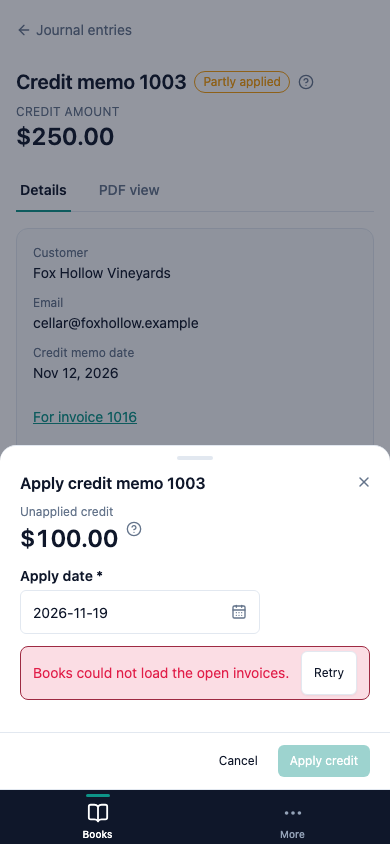 Journal entries
Credit memo 1003 Partly applied
CREDIT AMOUNT
$250.00
Details PDF view
Customer
Fox Hollow Vineyards
Email
cellar@foxhollow.example
Credit memo date
Nov 12, 2026
For invoice 1016
Apply credit memo 1003
Unapplied credit
$100.00
Apply date *
2026-11-19
Books could not load the open invoices. Retry
Cancel Apply credit
Books More